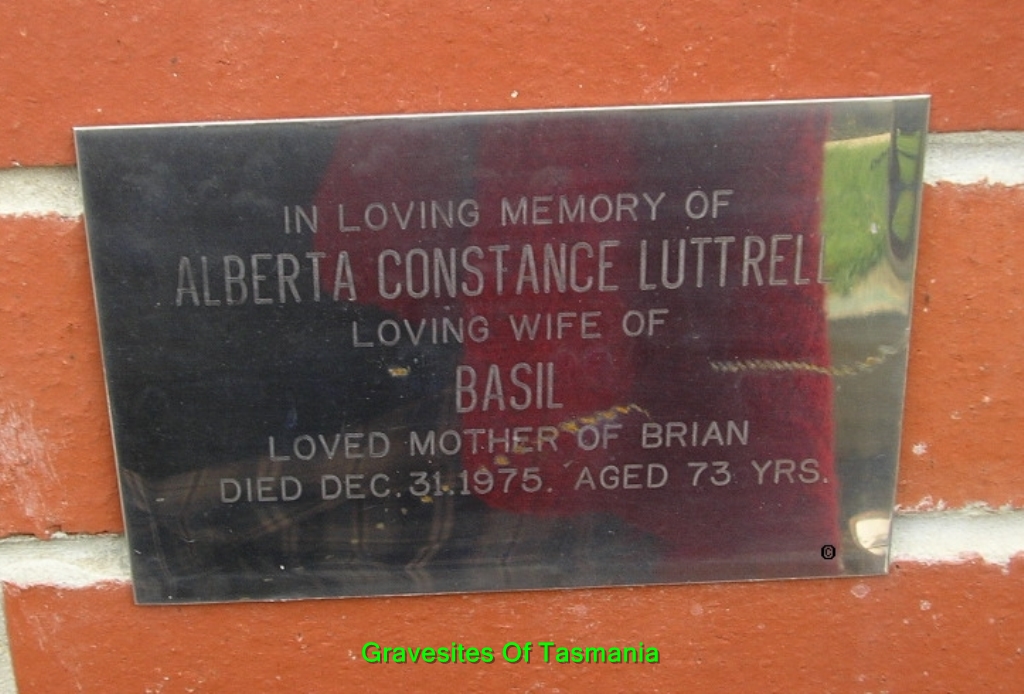 IN LOVING MEMORY OF
ALBERTA CONSTANCE LUTTRELL
LOVING WIFE OF
BASIL
LOVED MOTHER OF BRIAN
DIED DEC. 31. 1975. AGED 73 YRS.
©
Gravesites Of Tasmania